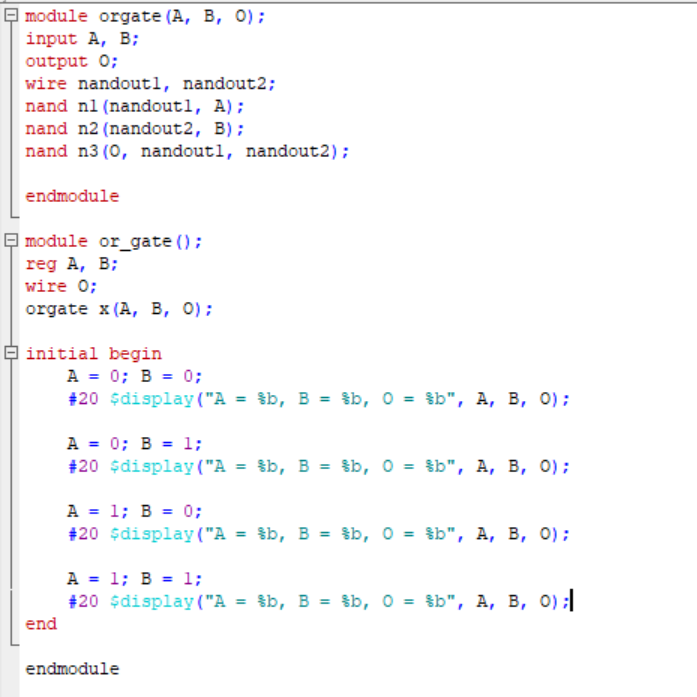 module orgate(A, B, O);
input A, B;
output O;
wire nandout1, nandout2;
nand n1(nandout1, A);
nand n2(nandout2, B);
nand n3(O, nandout1, nandout2);
endmodule
module or_gate();
reg A, B;
wire O;
orgate x(A, B, O);
initial begin
A = 0; B = 0;
#20 $display("A = %b, B = %b, O = %b", A, B, O);
A = 0; B = 1;
#20 $display("A = %b, B = %b, O = %b", A, B, O);
A = 1; B = 0;
#20 $display("A = %b, B = %b, O = %b", A, B, O);
A = 1; B = 1;
#20 $display("A = %b, B = %b, O = %b", A, B, O);
end
endmodule